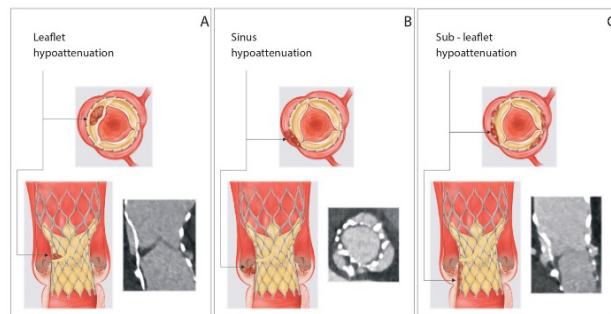 A
Leaflet
hypoattenuation
B
Sinus
hypoattenuation
C
Sub - leaflet
hypoattenuation